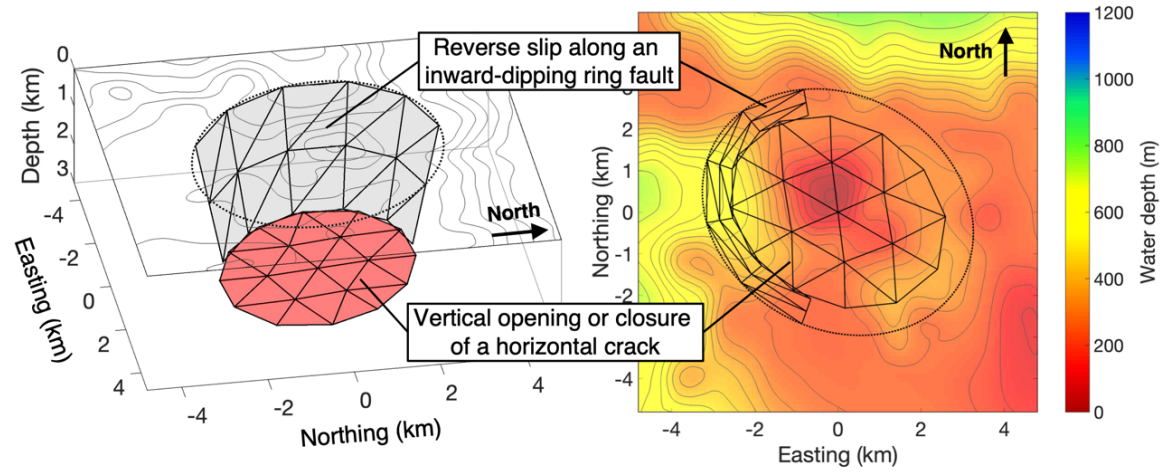 Reverse slip along an
inward-dipping ring fault
Vertical opening or closure
of a horizontal crack
Depth (km)
0
1
2
3
-4
-2
0
2
4
Easting (km)
-4
-2
0
2
4
Northing (km)
North
North
Northing (km)
2
0
-1
-2
-4
-4
-2
0
2
4
Easting (km)
1200
1000
800
600
400
200
0
Water depth (m)